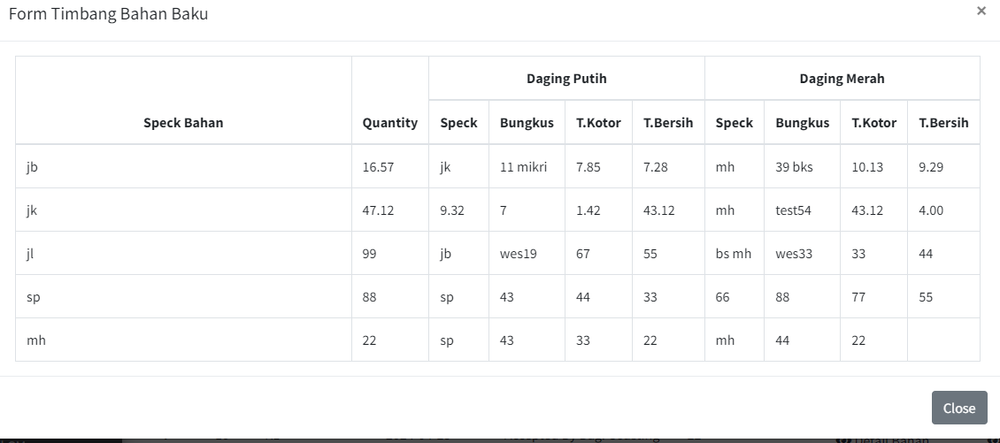 Form Timbang Bahan Baku ×
Daging Putih Daging Merah
Speck Bahan Quantity Speck Bungkus T.Kotor T.Bersih Speck Bungkus T.Kotor T.Bersih
jb 16.57 jk 11 mikri 7.85 7.28 mh 39 bks 10.13 9.29
jk 47.12 9.32 7 1.42 43.12 mh test54 43.12 4.00
jl 99 jb wes19 67 55 bs mh wes33 33 44
sp 88 sp 43 44 33 66 88 77 55
mh 22 sp 43 33 22 mh 44 22
Close